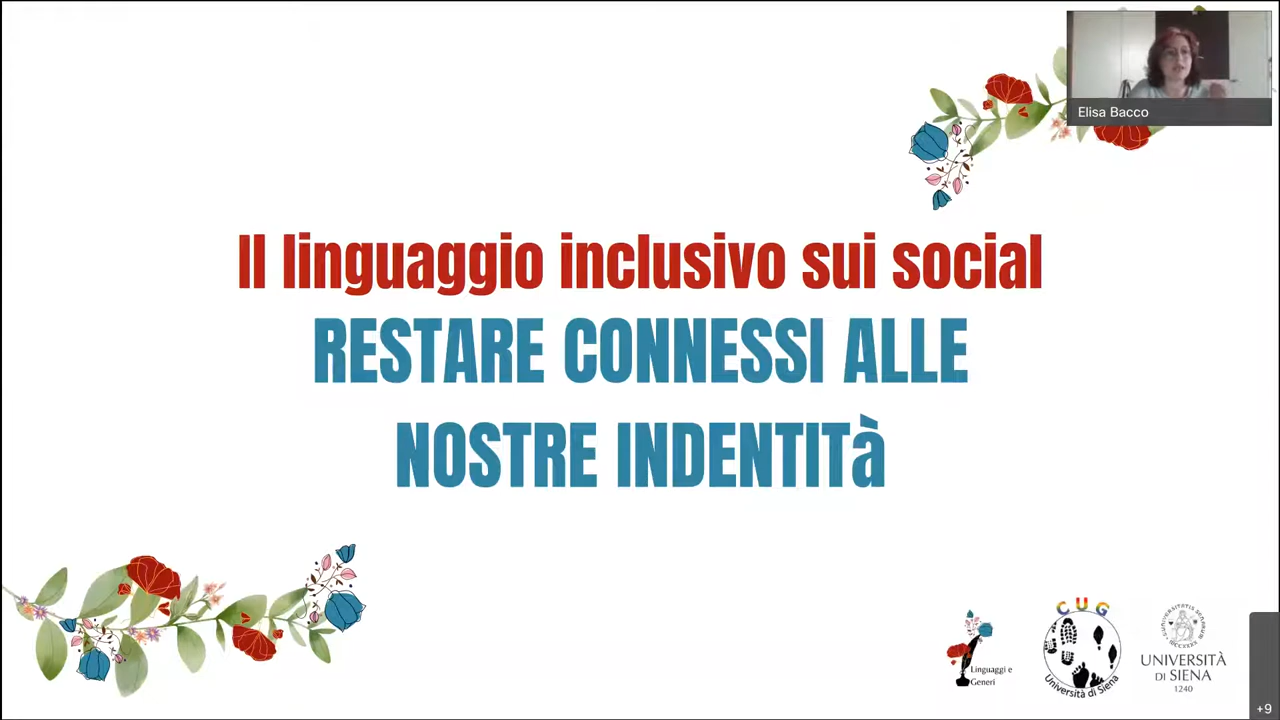 Elisa Bacco
Il linguaggio inclusivo sui social
RESTARE CONNESSI ALLE
NOSTRE INDENTITà
Linguaggi e
Generi
CUG
Università di Siena
UNIVERSITÀ
DI SIENA
1240
+9